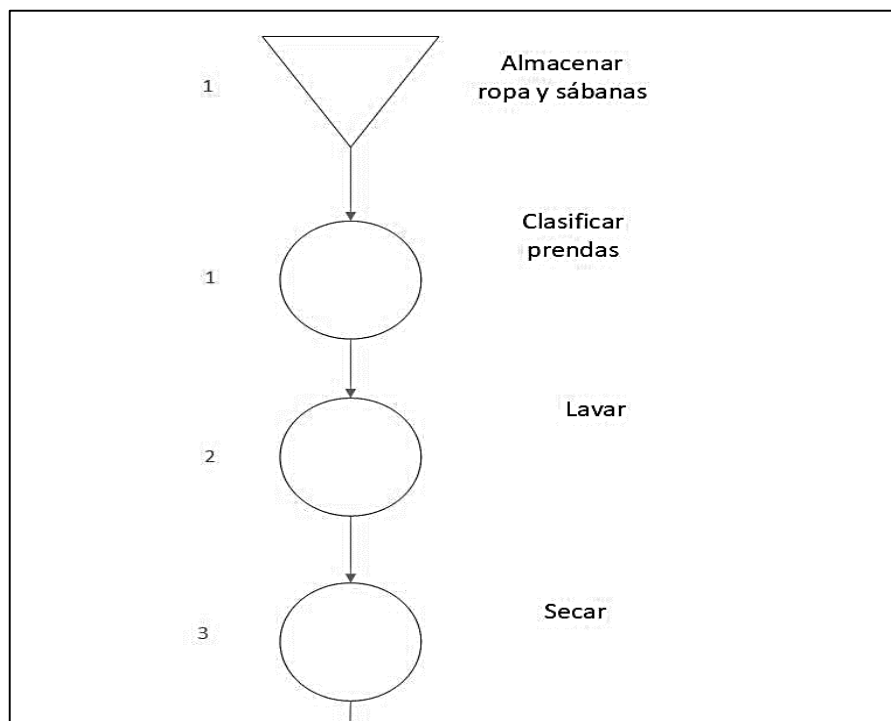 1
Almacenar
ropa y sábanas
1
Clasificar
prendas
2
Lavar
3
Secar